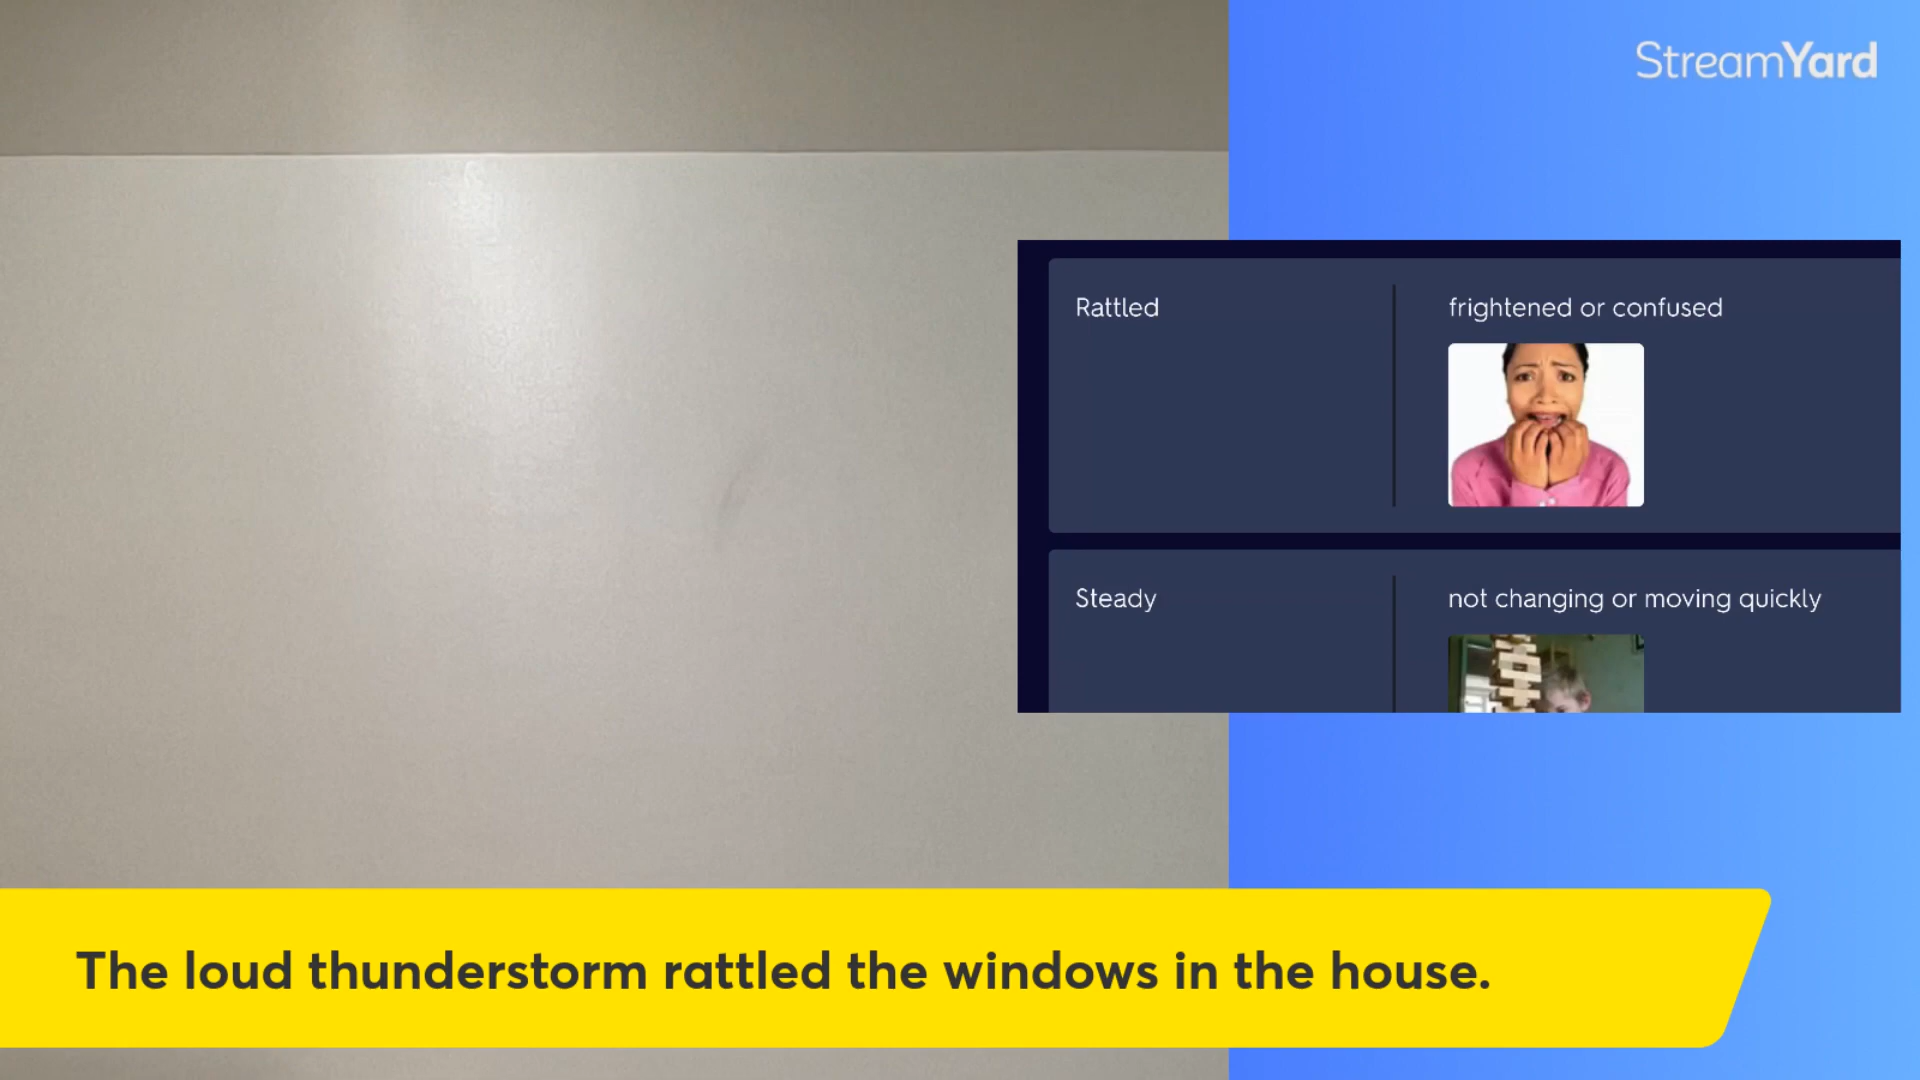 StreamYard
Rattled
frightened or confused
Steady
not changing or moving quickly
The loud thunderstorm rattled the windows in the house.